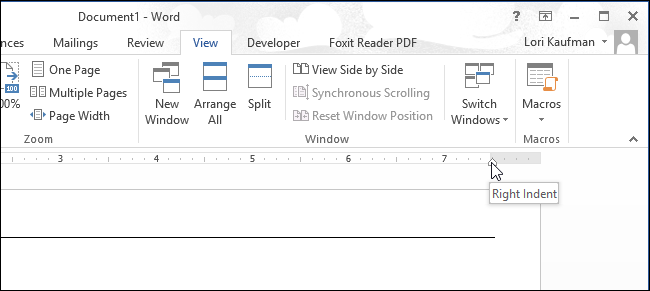 Document1 - Word
?
nces Mailings Review View Developer Foxit Reader PDF Lori Kaufman
One Page
Multiple Pages
Page Width
100
00%
Zoom
New Window
Arrange All
Split
View Side by Side
Synchronous Scrolling
Reset Window Position
Switch Windows
Window
Macros
Macros
3 4 5 6 7
Right Indent